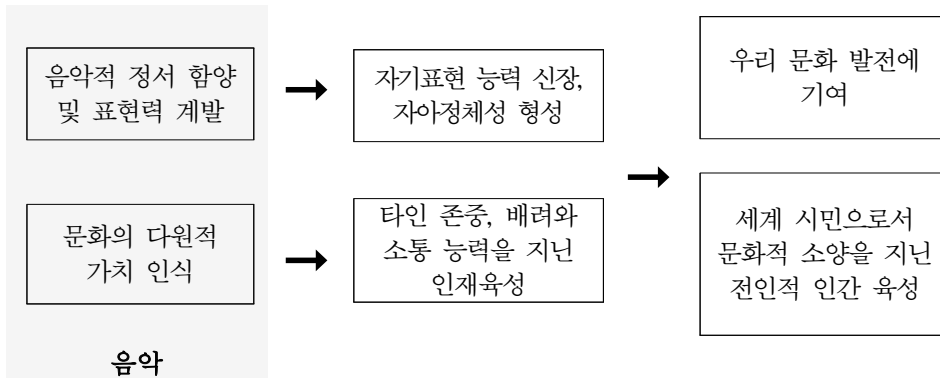 음악적 정서 함양
및 표현력 계발
자기표현 능력 신장,
자아정체성 형성
우리 문화 발전에
기여
문화의 다원적
가치 인식
타인 존중, 배려와
소통 능력을 지닌
인재육성
세계 시민으로서
문화적 소양을 지닌
전인적 인간 육성
음악